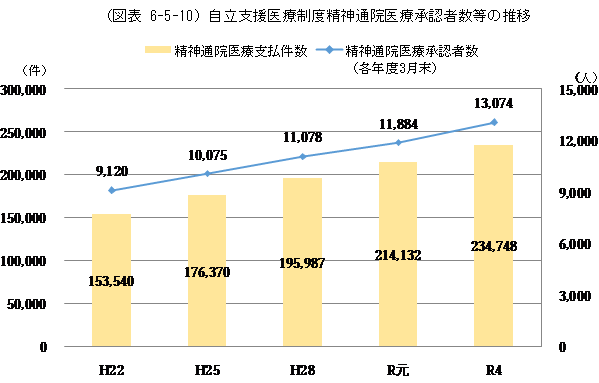 (図表 6-5-10) 自立支援医療制度精神通院医療承認者数等の推移
精神通院医療支払件数 精神通院医療承認者数
(各年度3月末)
(件) (人)
300,000 15,000
250,000 12,000
200,000 9,000
150,000 6,000
100,000 3,000
50,000 0
0
9,120 10,075 11,078 11,884 13,074
153,540 176,370 195,987 214,132 234,748
H22 H25 H28 R元 R4